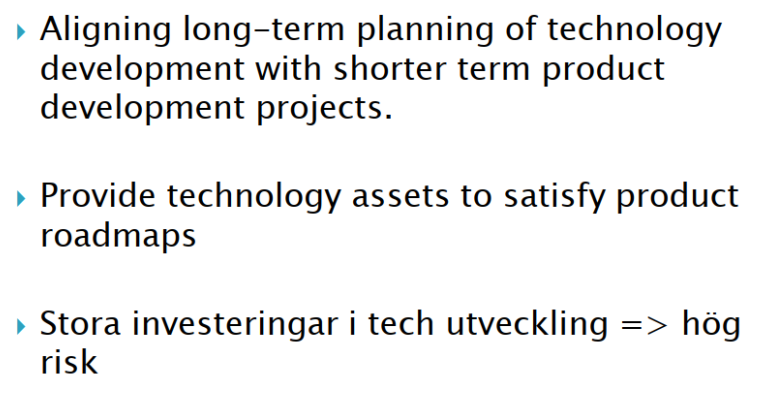 Aligning long-term planning of technology
development with shorter term product
development projects.
Provide technology assets to satisfy product
roadmaps
Stora investeringar i tech utveckling => hög
risk